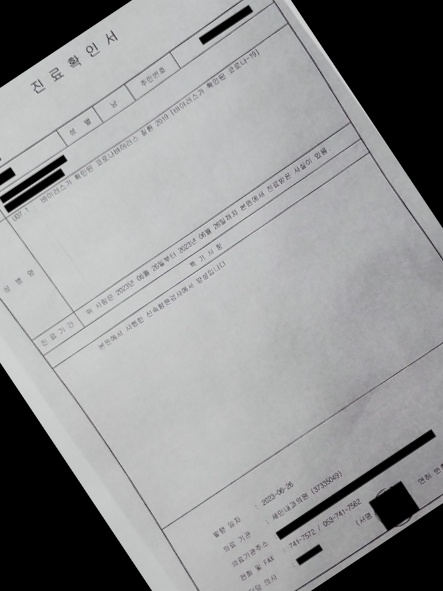 진료확인서
성 별 남 주민번호
U07.1 바이러스가 확인된 코로나바이러스 질환 2019 [바이러스가 확인된 코로나-19]
상 병 명
진료기간 위 사람은 2023년 06월 26일부터 2023년 06월 26일까지 본원에서 진료받은 사실이 있음
특 기 사 항
본원에서 시행한 신속항원검사에서 양성입니다
발행 일자 : 2023-06-26
의료 기관 : 세인내과의원 (37335049)
의료기관주소 :
전화 및 FAX : 741-7572 / 053-741-7562
담당 의사 : (서명 면허 번